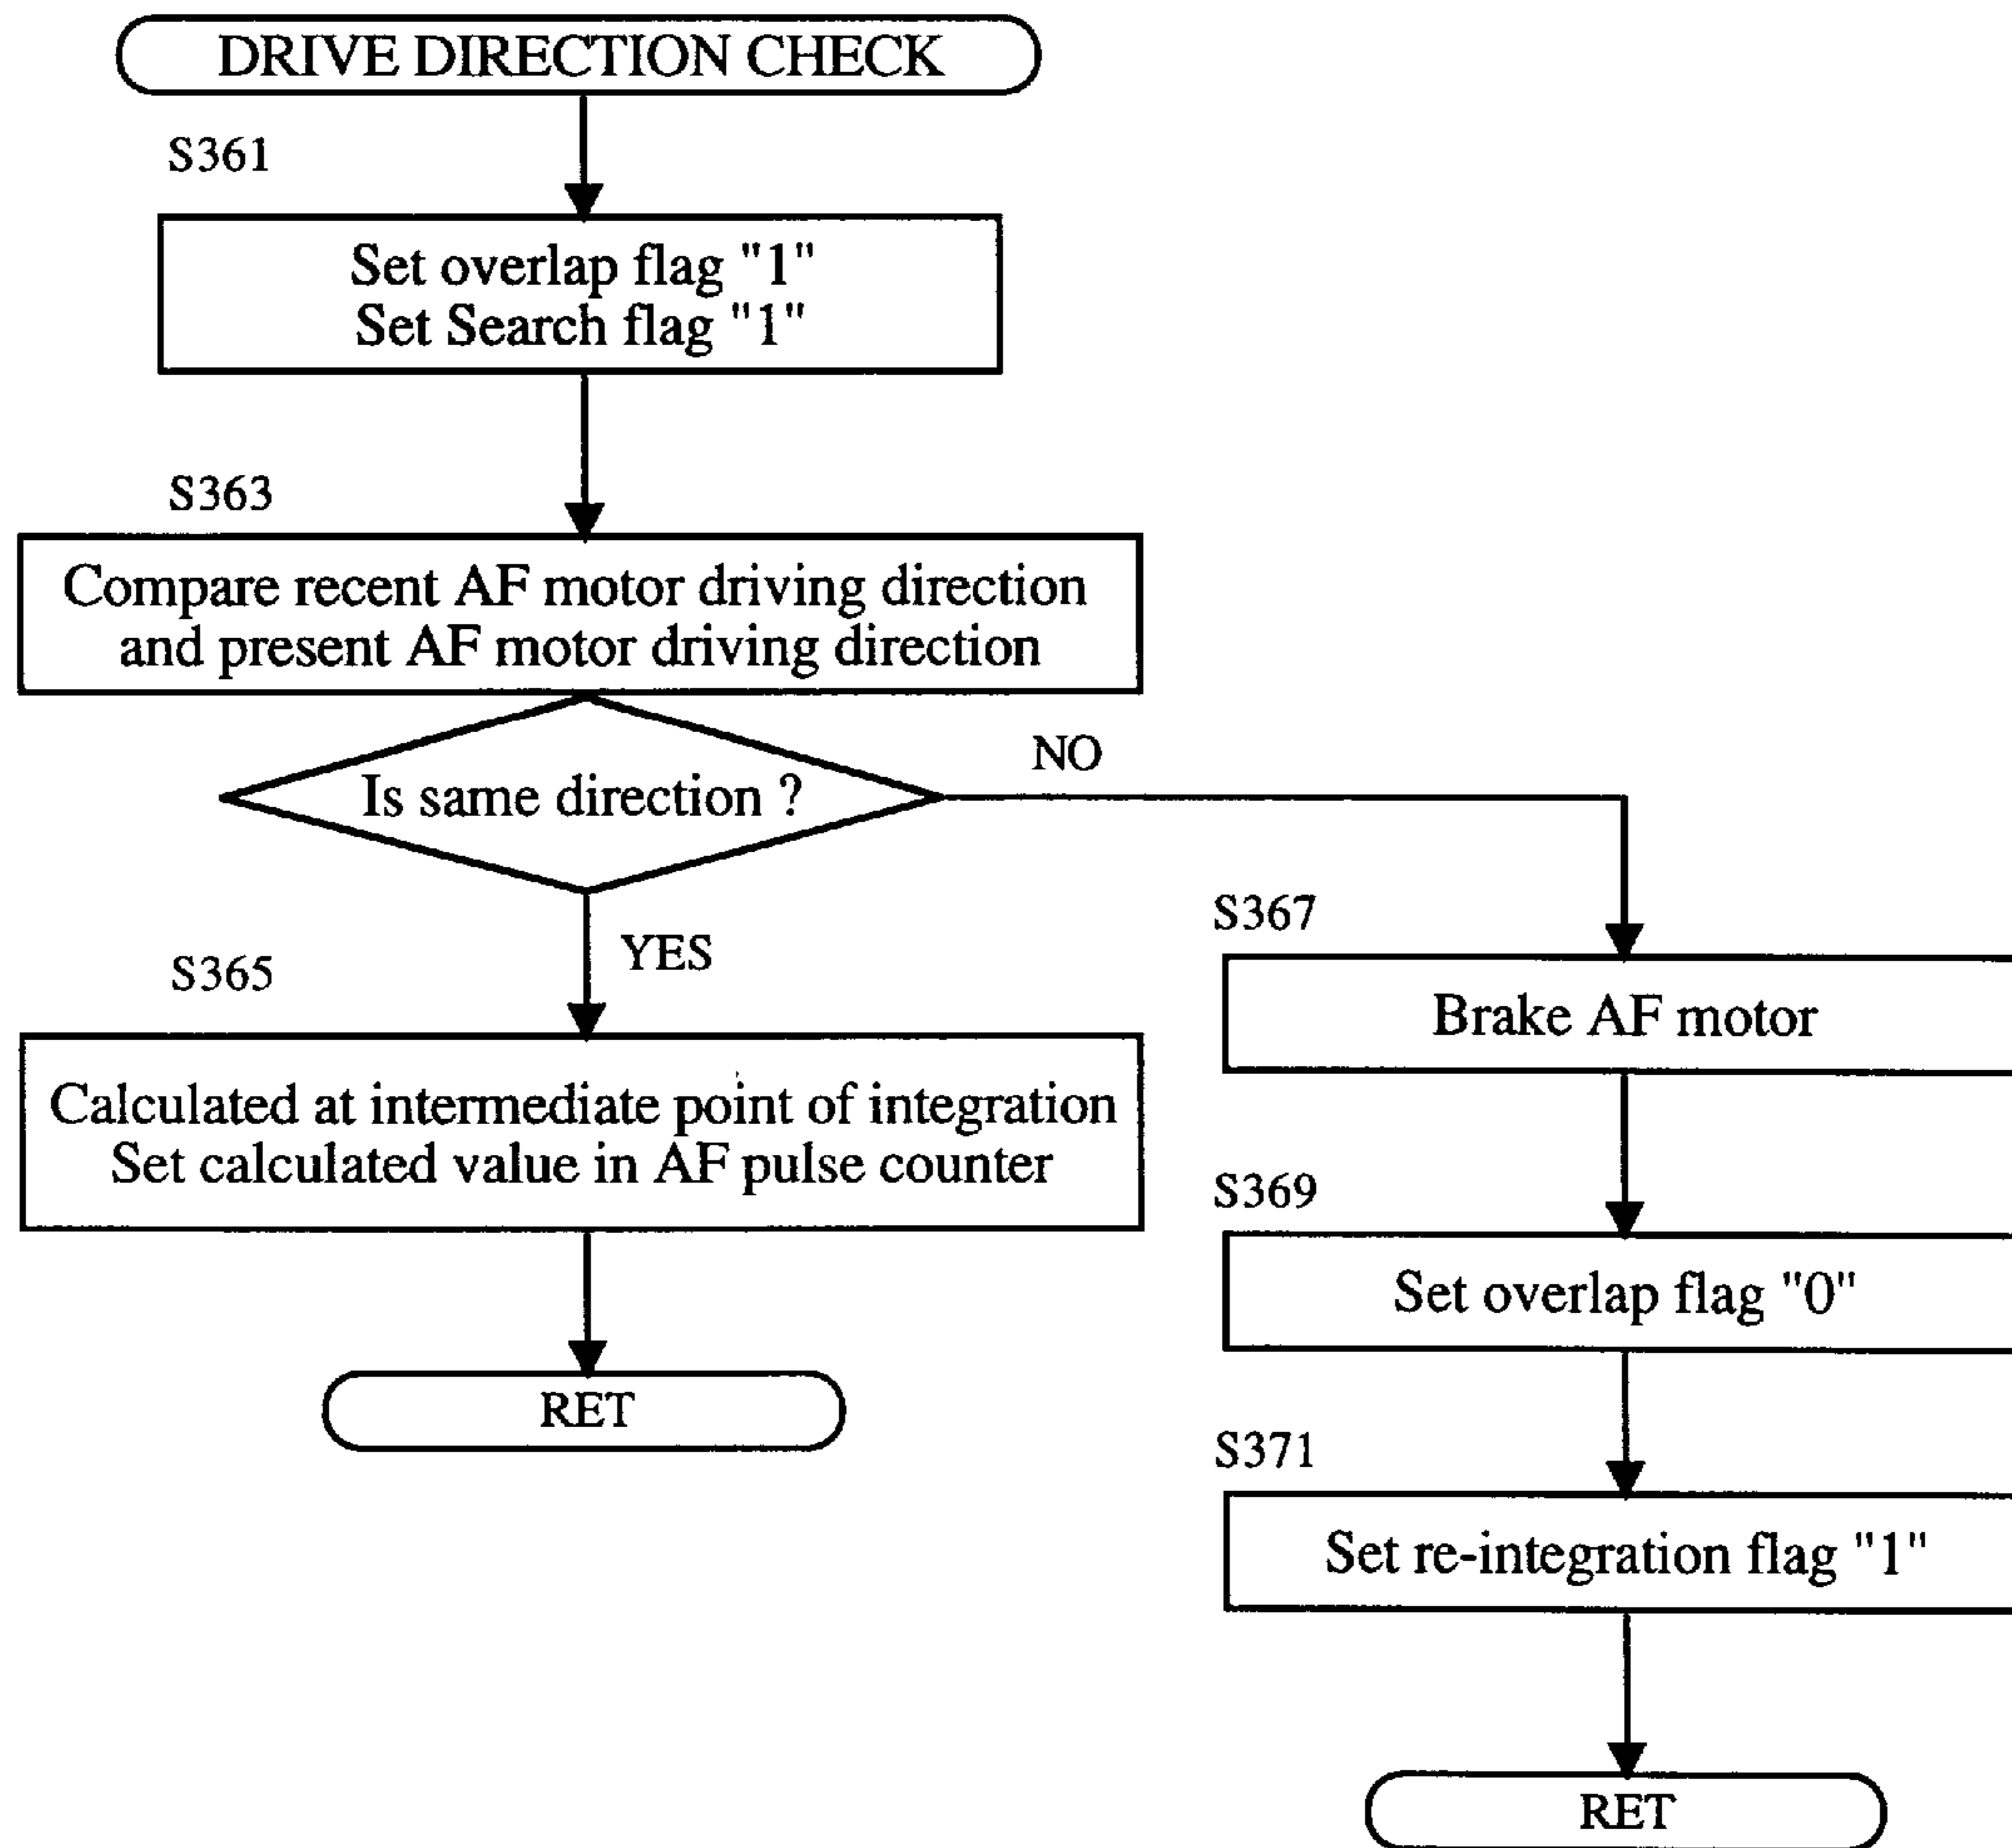 DRIVE DIRECTION CHECK
S361
Set overlap flag "1"
Set Search flag "1"
S363
Compare recent AF motor driving direction
and present AF motor driving direction
Is same direction ?
NO
YES
S365
Calculated at intermediate point of integration
Set calculated value in AF pulse counter
RET
S367
Brake AF motor
S369
Set overlap flag "0"
S371
Set re-integration flag "1"
RET